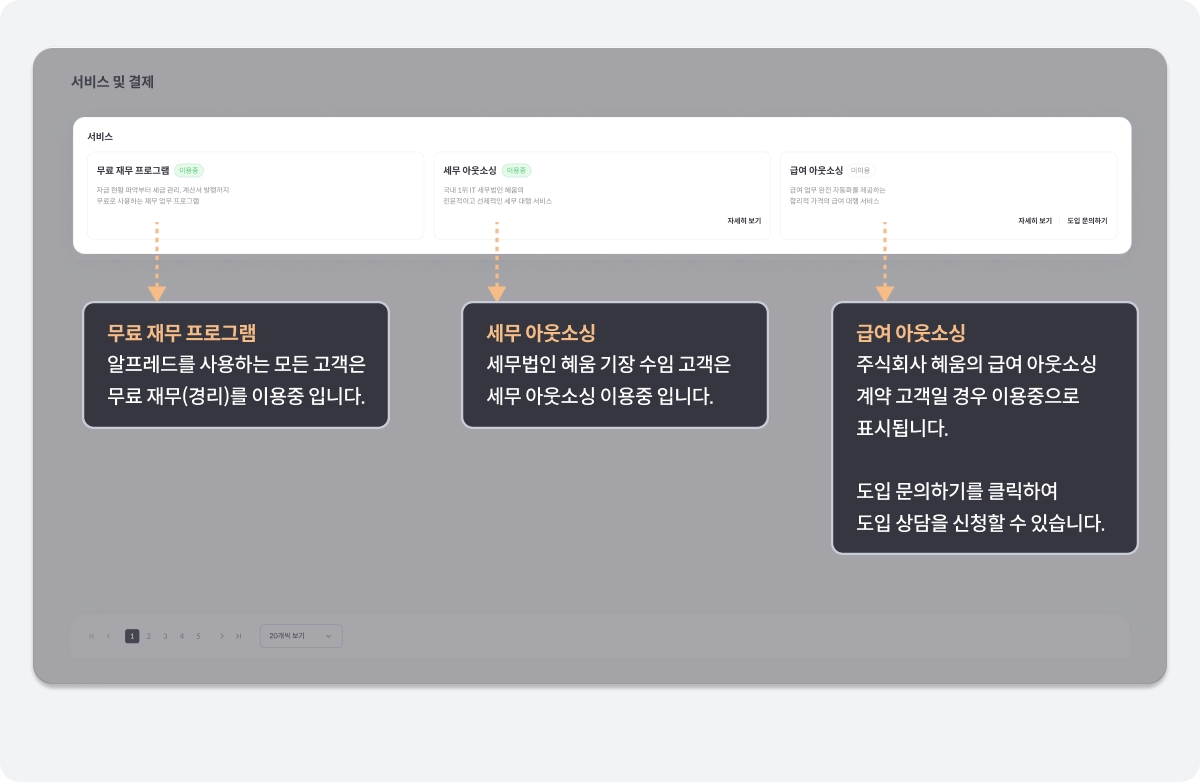 서비스 및 결제
서비스
무료 재무 프로그램 이용중
자금 현황 파악부터 세금 관리, 계산서 발행까지
무료로 사용하는 재무 업무 프로그램
세무 아웃소싱 이용중
국내 1위 IT 세무법인 혜움의
전문적이고 선제적인 세무 대행 서비스
자세히 보기
급여 아웃소싱 미이용
급여 업무 완전 자동화를 제공하는
합리적 가격의 급여 대행 서비스
자세히 보기 도입 문의하기
무료 재무 프로그램
알프레드를 사용하는 모든 고객은
무료 재무(경리)를 이용중 입니다.
세무 아웃소싱
세무법인 혜움 기장 수임 고객은
세무 아웃소싱 이용중 입니다.
급여 아웃소싱
주식회사 혜움의 급여 아웃소싱
계약 고객일 경우 이용중으로
표시됩니다.
도입 문의하기를 클릭하여
도입 상담을 신청할 수 있습니다.
1 2 3 4 5 20개씩 보기